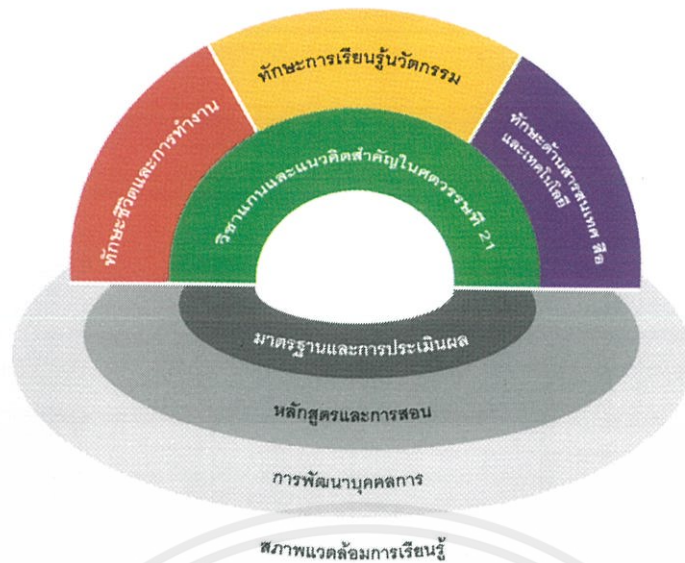 ทักษะการเรียนรู้นวัตกรรม
ทักษะชีวิตและการทำงาน
ทักษะด้านสารสนเทศ สื่อ
และเทคโนโลยี
วิชาแกนและแนวคิดสำคัญในศตวรรษที่ 21
มาตรฐานและการประเมินผล
หลักสูตรและการสอน
การพัฒนาบุคคลการ
สภาพแวดล้อมการเรียนรู้